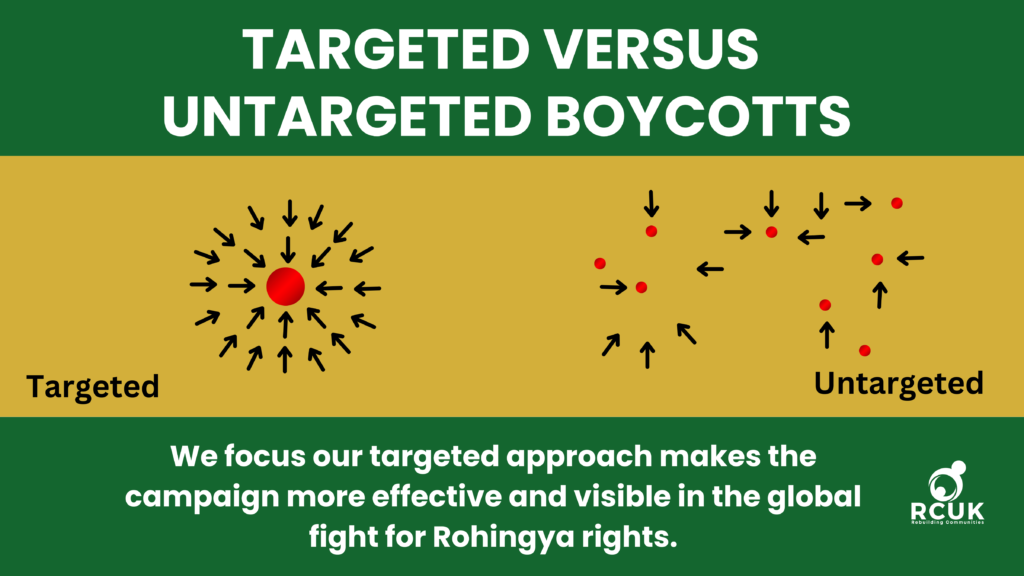 TARGETED VERSUS
UNTARGETED BOYCOTTS
Targeted
Untargeted
We focus our targeted approach makes the
campaign more effective and visible in the global
fight for Rohingya rights.
RCUK
Rebuilding Communities